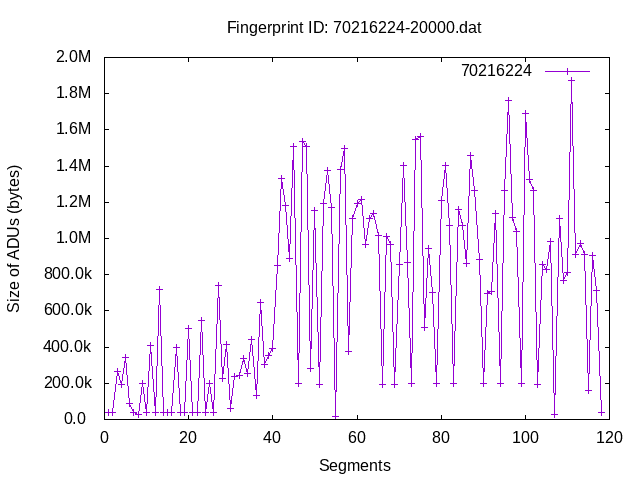 Fingerprint ID: 70216224-20000.dat
70216224
2.0M
1.8M
1.6M
1.4M
1.2M
1.0M
800.0k
600.0k
400.0k
200.0k
0.0
Size of ADUs (bytes)
0 20 40 60 80 100 120
Segments